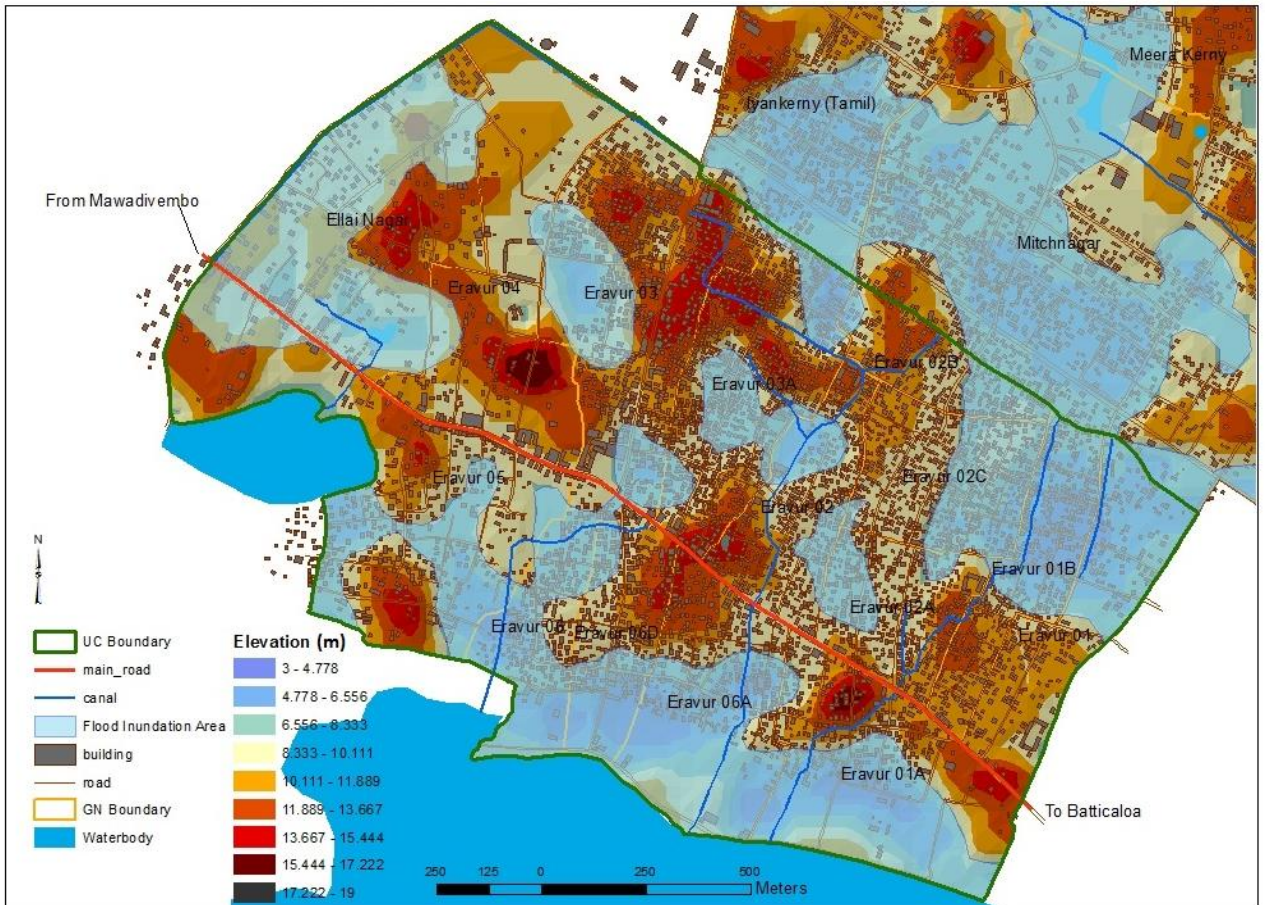 Meera Kerny
Iyankerny (Tamil)
From Mawadivembo
Ellai Nagar
Mitchnagar
Eravur 04
Eravur 03
Eravur 03A
Eravur 02B
Eravur 05
Eravur 02C
Eravur 02
Eravur 01B
Eravur 02A
Eravur 06
Eravur 06D
Eravur 01
Eravur 06A
Eravur 01A
To Batticaloa
N
UC Boundary
main_road
canal
Flood Inundation Area
building
road
GN Boundary
Waterbody
Elevation (m)
3 - 4.778
4.778 - 6.556
6.556 - 8.333
8.333 - 10.111
10.111 - 11.889
11.889 - 13.667
13.667 - 15.444
15.444 - 17.222
17.222 - 19
250 125 0 250 500
Meters